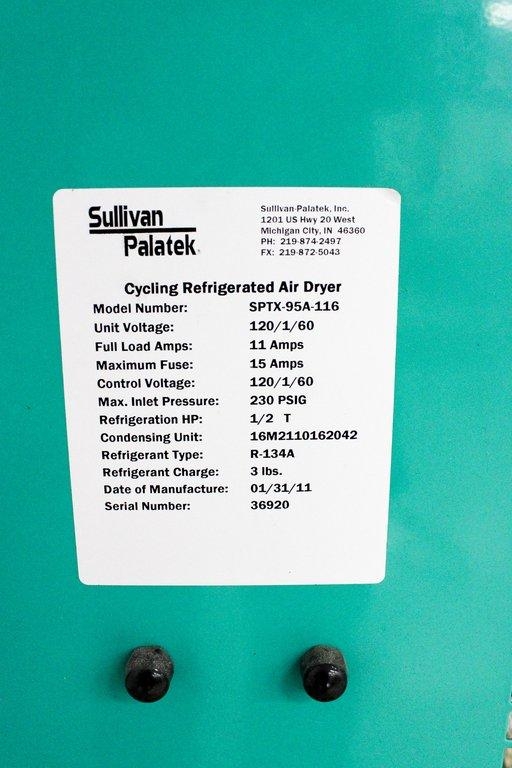 Sullivan
Palatek
Sullivan-Palatek, Inc.
1201 US Hwy 20 West
Michigan City, IN 46360
PH: 219-874-2497
FX: 219-872-5043
Cycling Refrigerated Air Dryer
Model Number: SPTX-95A-116
Unit Voltage: 120/1/60
Full Load Amps: 11 Amps
Maximum Fuse: 15 Amps
Control Voltage: 120/1/60
Max. Inlet Pressure: 230 PSIG
Refrigeration HP: 1/2 T
Condensing Unit: 16M2110162042
Refrigerant Type: R-134A
Refrigerant Charge: 3 lbs.
Date of Manufacture: 01/31/11
Serial Number: 36920